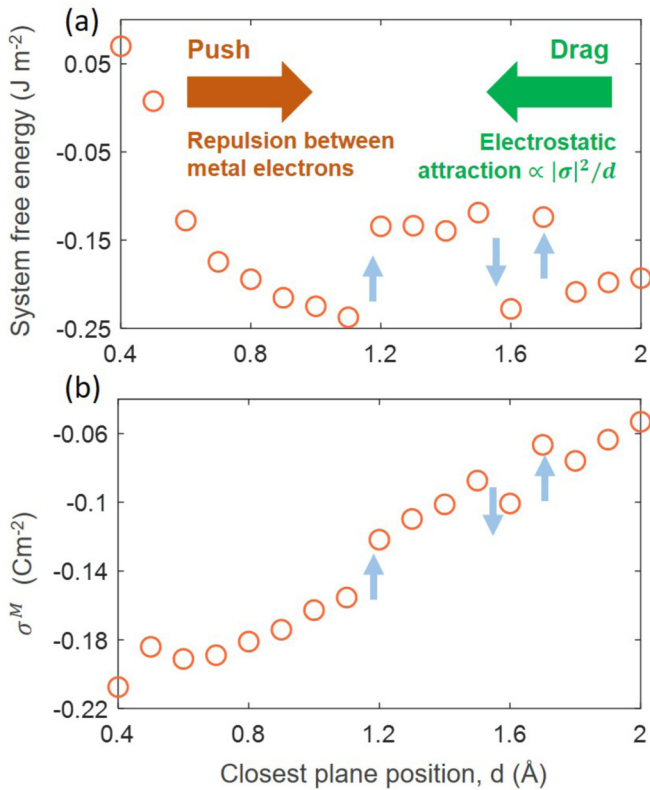 (a)
System free energy (J m⁻²)
0.05
-0.05
-0.15
-0.25
Push
Drag
Repulsion between
metal electrons
Electrostatic
attraction ∝ |σ|²/d
0.4
0.8
1.2
1.6
2
(b)
σᴹ (Cm⁻²)
-0.06
-0.1
-0.14
-0.18
-0.22
0.4
0.8
1.2
1.6
2
Closest plane position, d (Å)